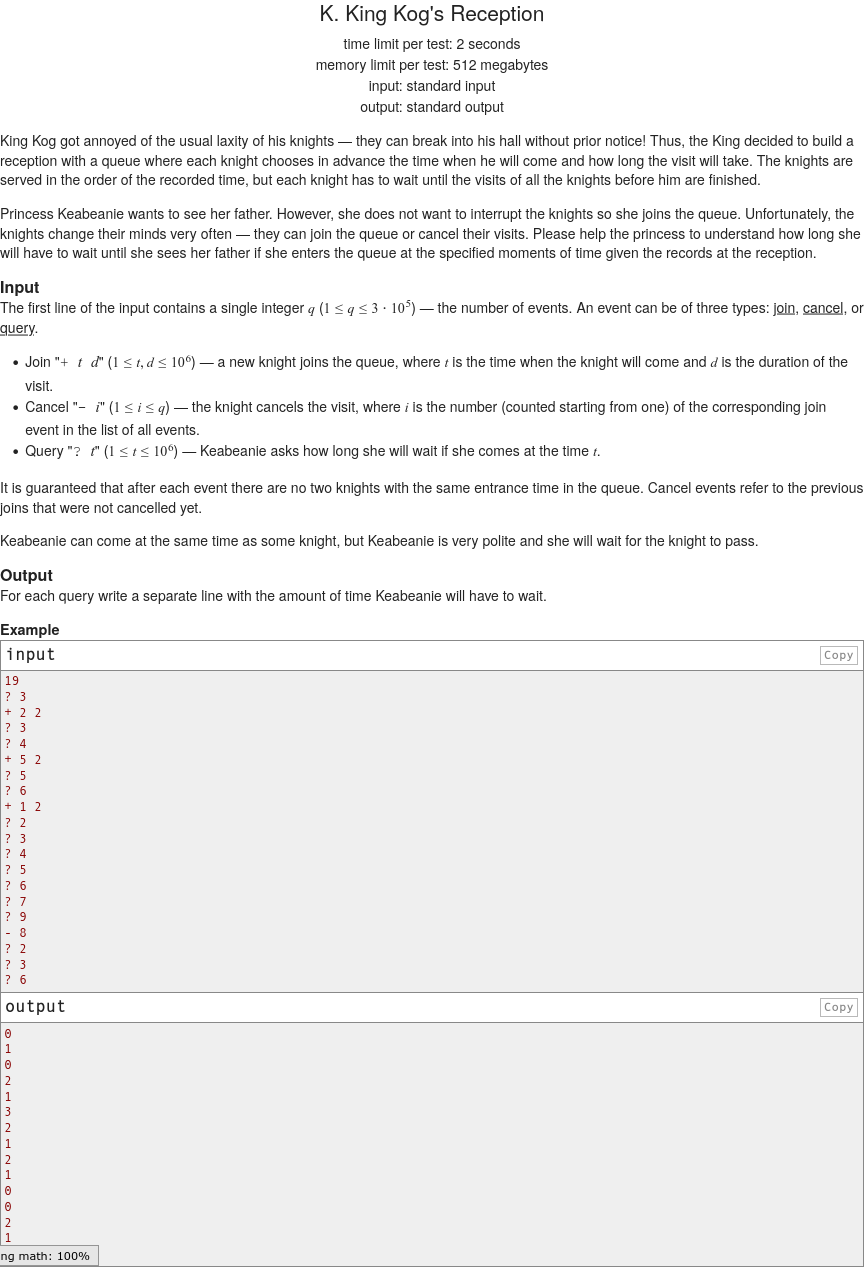 K. King Kog's Reception
time limit per test: 2 seconds
memory limit per test: 512 megabytes
input: standard input
output: standard output
King Kog got annoyed of the usual laxity of his knights — they can break into his hall without prior notice! Thus, the King decided to build a
reception with a queue where each knight chooses in advance the time when he will come and how long the visit will take. The knights are
served in the order of the recorded time, but each knight has to wait until the visits of all the knights before him are finished.
Princess Keabeanie wants to see her father. However, she does not want to interrupt the knights so she joins the queue. Unfortunately, the
knights change their minds very often — they can join the queue or cancel their visits. Please help the princess to understand how long she
will have to wait until she sees her father if she enters the queue at the specified moments of time given the records at the reception.
Input
The first line of the input contains a single integer q (1 ≤ q ≤ 3 · 10^5) — the number of events. An event can be of three types: join, cancel, or
query.
• Join "+ t d" (1 ≤ t, d ≤ 10^6) — a new knight joins the queue, where t is the time when the knight will come and d is the duration of the
visit.
• Cancel "− i" (1 ≤ i ≤ q) — the knight cancels the visit, where i is the number (counted starting from one) of the corresponding join
event in the list of all events.
• Query "? t" (1 ≤ t ≤ 10^6) — Keabeanie asks how long she will wait if she comes at the time t.
It is guaranteed that after each event there are no two knights with the same entrance time in the queue. Cancel events refer to the previous
joins that were not cancelled yet.
Keabeanie can come at the same time as some knight, but Keabeanie is very polite and she will wait for the knight to pass.
Output
For each query write a separate line with the amount of time Keabeanie will have to wait.
Example
input Copy
19
? 3
+ 2 2
? 3
? 4
+ 5 2
? 5
? 6
+ 1 2
? 2
? 3
? 4
? 5
? 6
? 7
? 9
- 8
? 2
? 3
? 6
output Copy
0
1
0
2
1
3
2
1
2
1
0
0
2
1
ng math: 100%